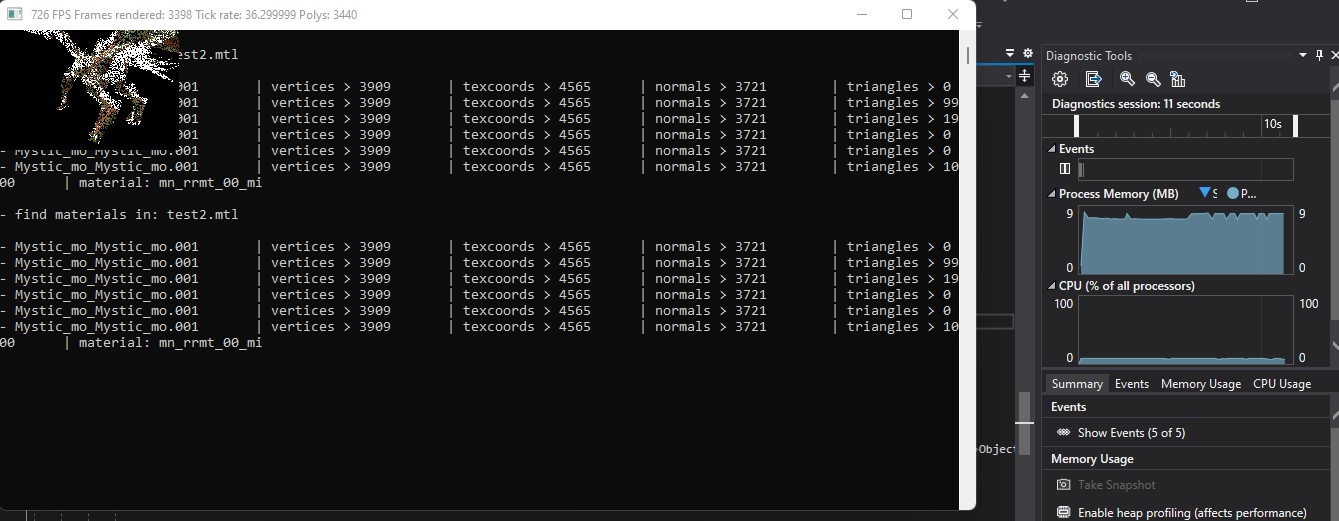 726 FPS Frames rendered: 3398 Tick rate: 36.299999 Polys: 3440
est2.mtl
001 | vertices > 3909 | texcoords > 4565 | normals > 3721 | triangles > 0
001 | vertices > 3909 | texcoords > 4565 | normals > 3721 | triangles > 99
001 | vertices > 3909 | texcoords > 4565 | normals > 3721 | triangles > 19
001 | vertices > 3909 | texcoords > 4565 | normals > 3721 | triangles > 0
- Mystic_mo_Mystic_mo.001 | vertices > 3909 | texcoords > 4565 | normals > 3721 | triangles > 0
- Mystic_mo_Mystic_mo.001 | vertices > 3909 | texcoords > 4565 | normals > 3721 | triangles > 10
00 | material: mn_rrmt_00_mi
- find materials in: test2.mtl
- Mystic_mo_Mystic_mo.001 | vertices > 3909 | texcoords > 4565 | normals > 3721 | triangles > 0
- Mystic_mo_Mystic_mo.001 | vertices > 3909 | texcoords > 4565 | normals > 3721 | triangles > 99
- Mystic_mo_Mystic_mo.001 | vertices > 3909 | texcoords > 4565 | normals > 3721 | triangles > 19
- Mystic_mo_Mystic_mo.001 | vertices > 3909 | texcoords > 4565 | normals > 3721 | triangles > 0
- Mystic_mo_Mystic_mo.001 | vertices > 3909 | texcoords > 4565 | normals > 3721 | triangles > 0
- Mystic_mo_Mystic_mo.001 | vertices > 3909 | texcoords > 4565 | normals > 3721 | triangles > 10
00 | material: mn_rrmt_00_mi
>Object
Diagnostic Tools
Diagnostics session: 11 seconds
10s
Events
Process Memory (MB) S P...
9 9
0 0
CPU (% of all processors)
100 100
0 0
Summary Events Memory Usage CPU Usage
Events
Show Events (5 of 5)
Memory Usage
Take Snapshot
Enable heap profiling (affects performance)